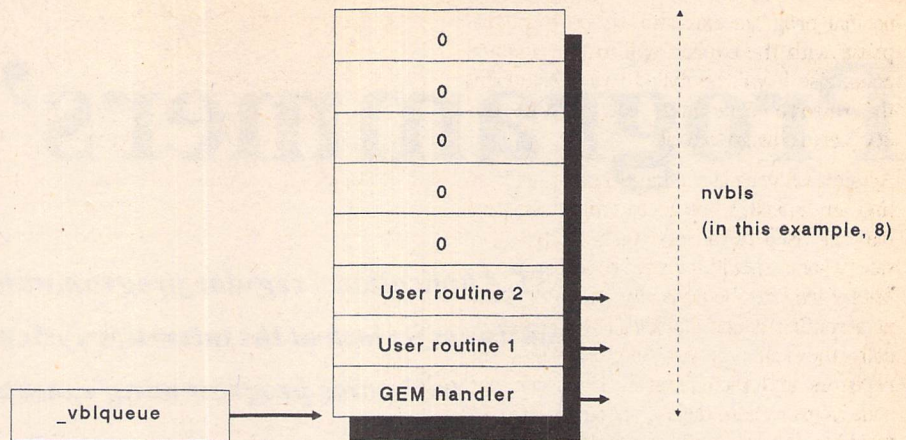 0
0
0
0
0
User routine 2
User routine 1
GEM handler
_vblqueue
nvbls
(in this example, 8)